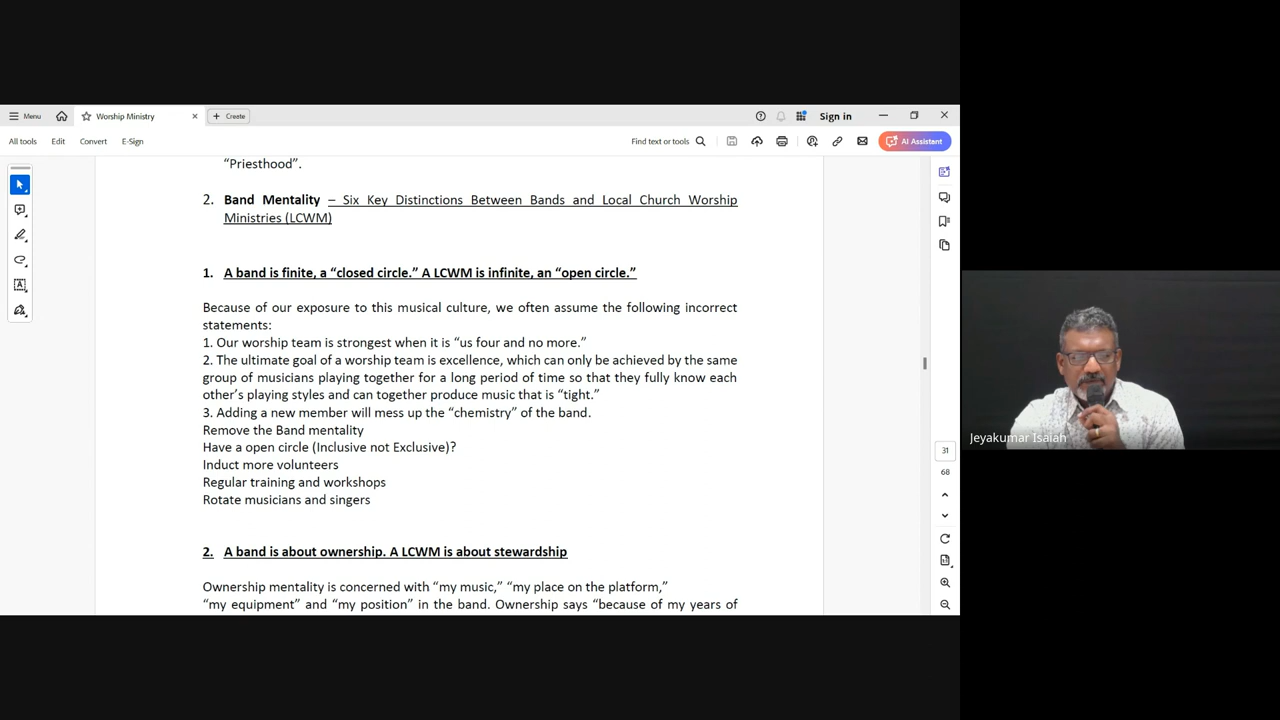 Menu
Worship Ministry
Create
Sign in
All tools
Edit
Convert
E-Sign
Find text or tools
AI Assistant
“Priesthood”.
2. Band Mentality – Six Key Distinctions Between Bands and Local Church Worship
Ministries (LCWM)
1. A band is finite, a “closed circle.” A LCWM is infinite, an “open circle.”
Because of our exposure to this musical culture, we often assume the following incorrect
statements:
1. Our worship team is strongest when it is “us four and no more.”
2. The ultimate goal of a worship team is excellence, which can only be achieved by the same
group of musicians playing together for a long period of time so that they fully know each
other’s playing styles and can together produce music that is “tight.”
3. Adding a new member will mess up the “chemistry” of the band.
Remove the Band mentality
Have a open circle (Inclusive not Exclusive)?
Induct more volunteers
Regular training and workshops
Rotate musicians and singers
2. A band is about ownership. A LCWM is about stewardship
Ownership mentality is concerned with “my music,” “my place on the platform,”
“my equipment” and “my position” in the band. Ownership says “because of my years of
31
68
Jeyakumar Isaiah